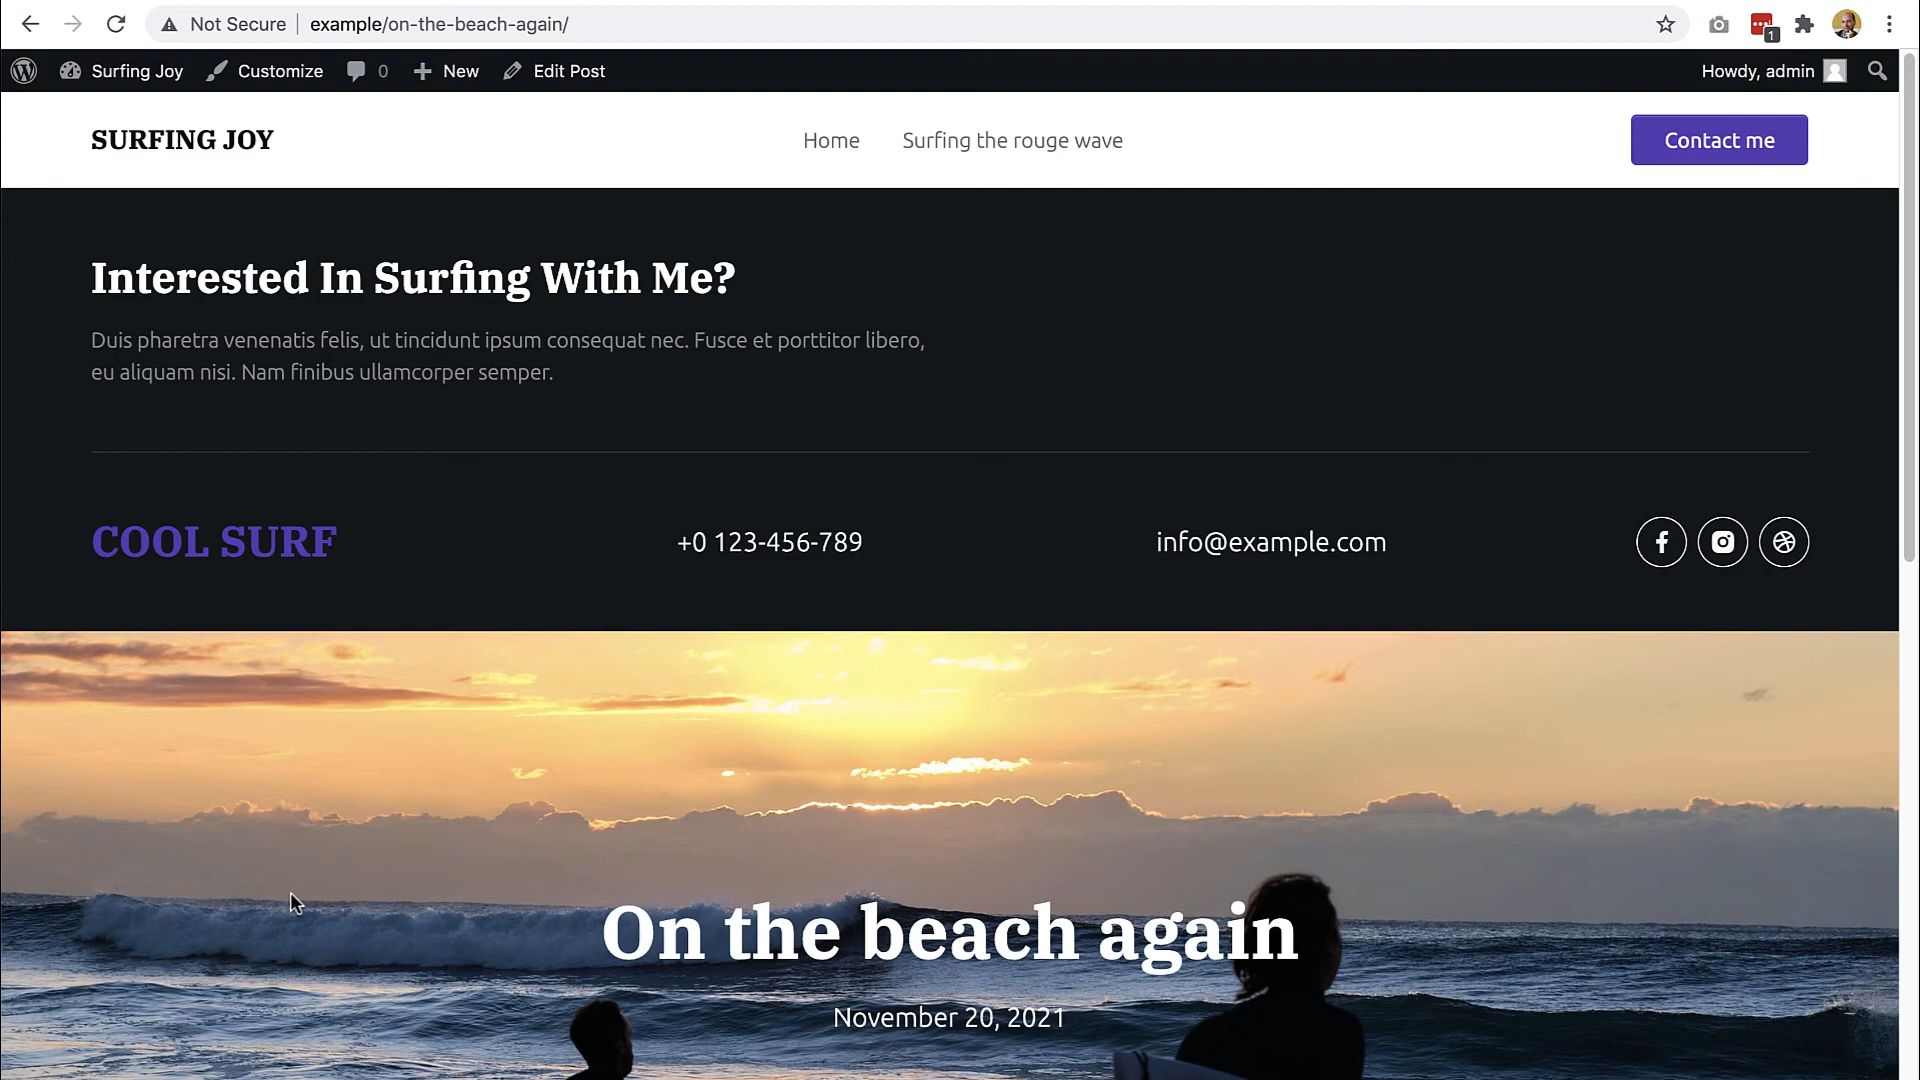 Not Secure example/on-the-beach-again/
1
Surfing Joy Customize 0 New Edit Post Howdy, admin
SURFING JOY Home Surfing the rouge wave Contact me
Interested In Surfing With Me?
Duis pharetra venenatis felis, ut tincidunt ipsum consequat nec. Fusce et porttitor libero,
eu aliquam nisi. Nam finibus ullamcorper semper.
COOL SURF +0 123-456-789 info@example.com
On the beach again
November 20, 2021